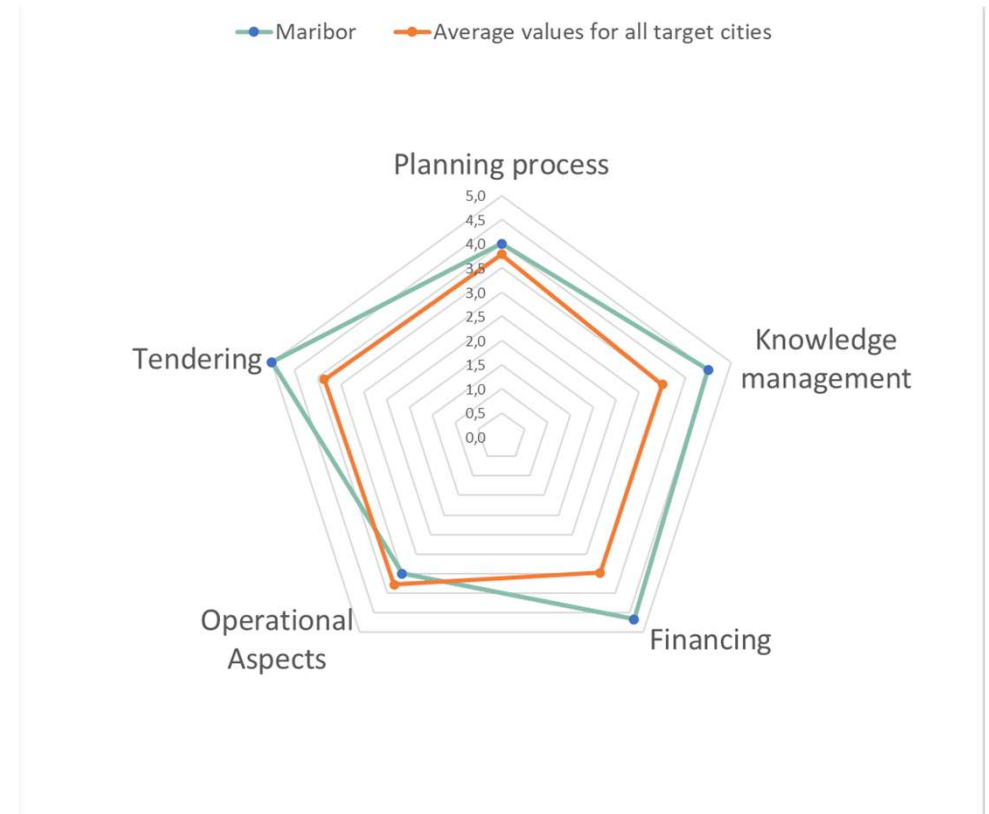 Maribor
Average values for all target cities
Planning process
5,0
4,5
4,0
3,5
3,0
2,5
2,0
1,5
1,0
0,5
0,0
Knowledge
management
Tendering
Operational
Aspects
Financing